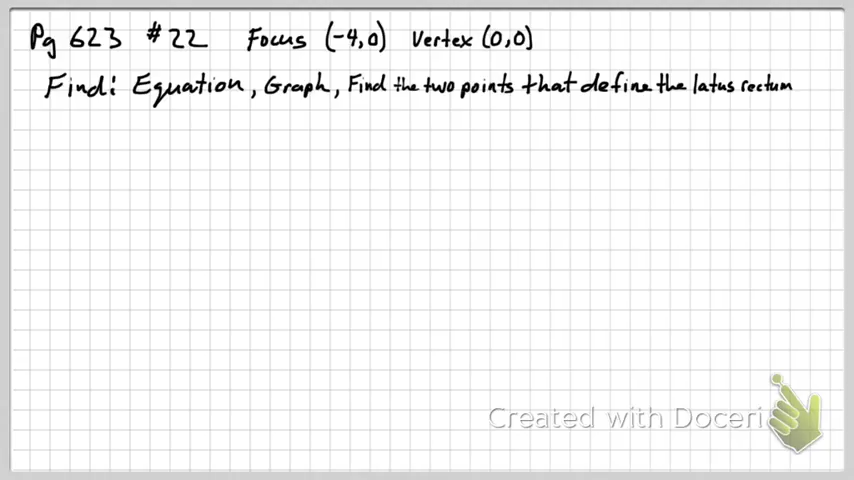 Pg 623 #22 Focus (-4,0) Vertex (0,0)
Find: Equation, Graph, Find the two points that define the latus rectum
Created with Doceri